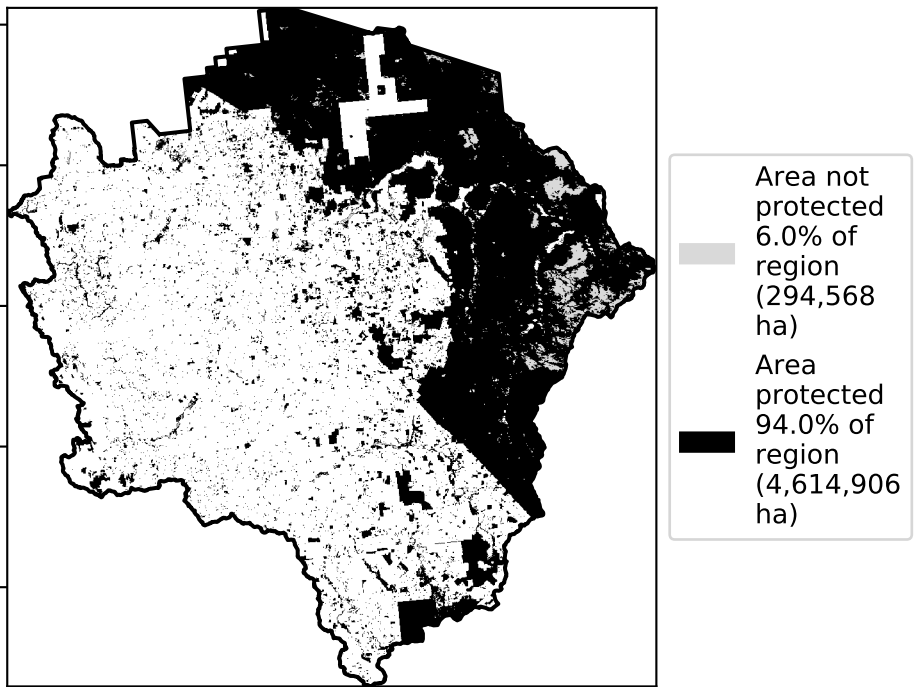 Area not
protected
6.0% of
region
(294,568
ha)
Area
protected
94.0% of
region
(4,614,906
ha)